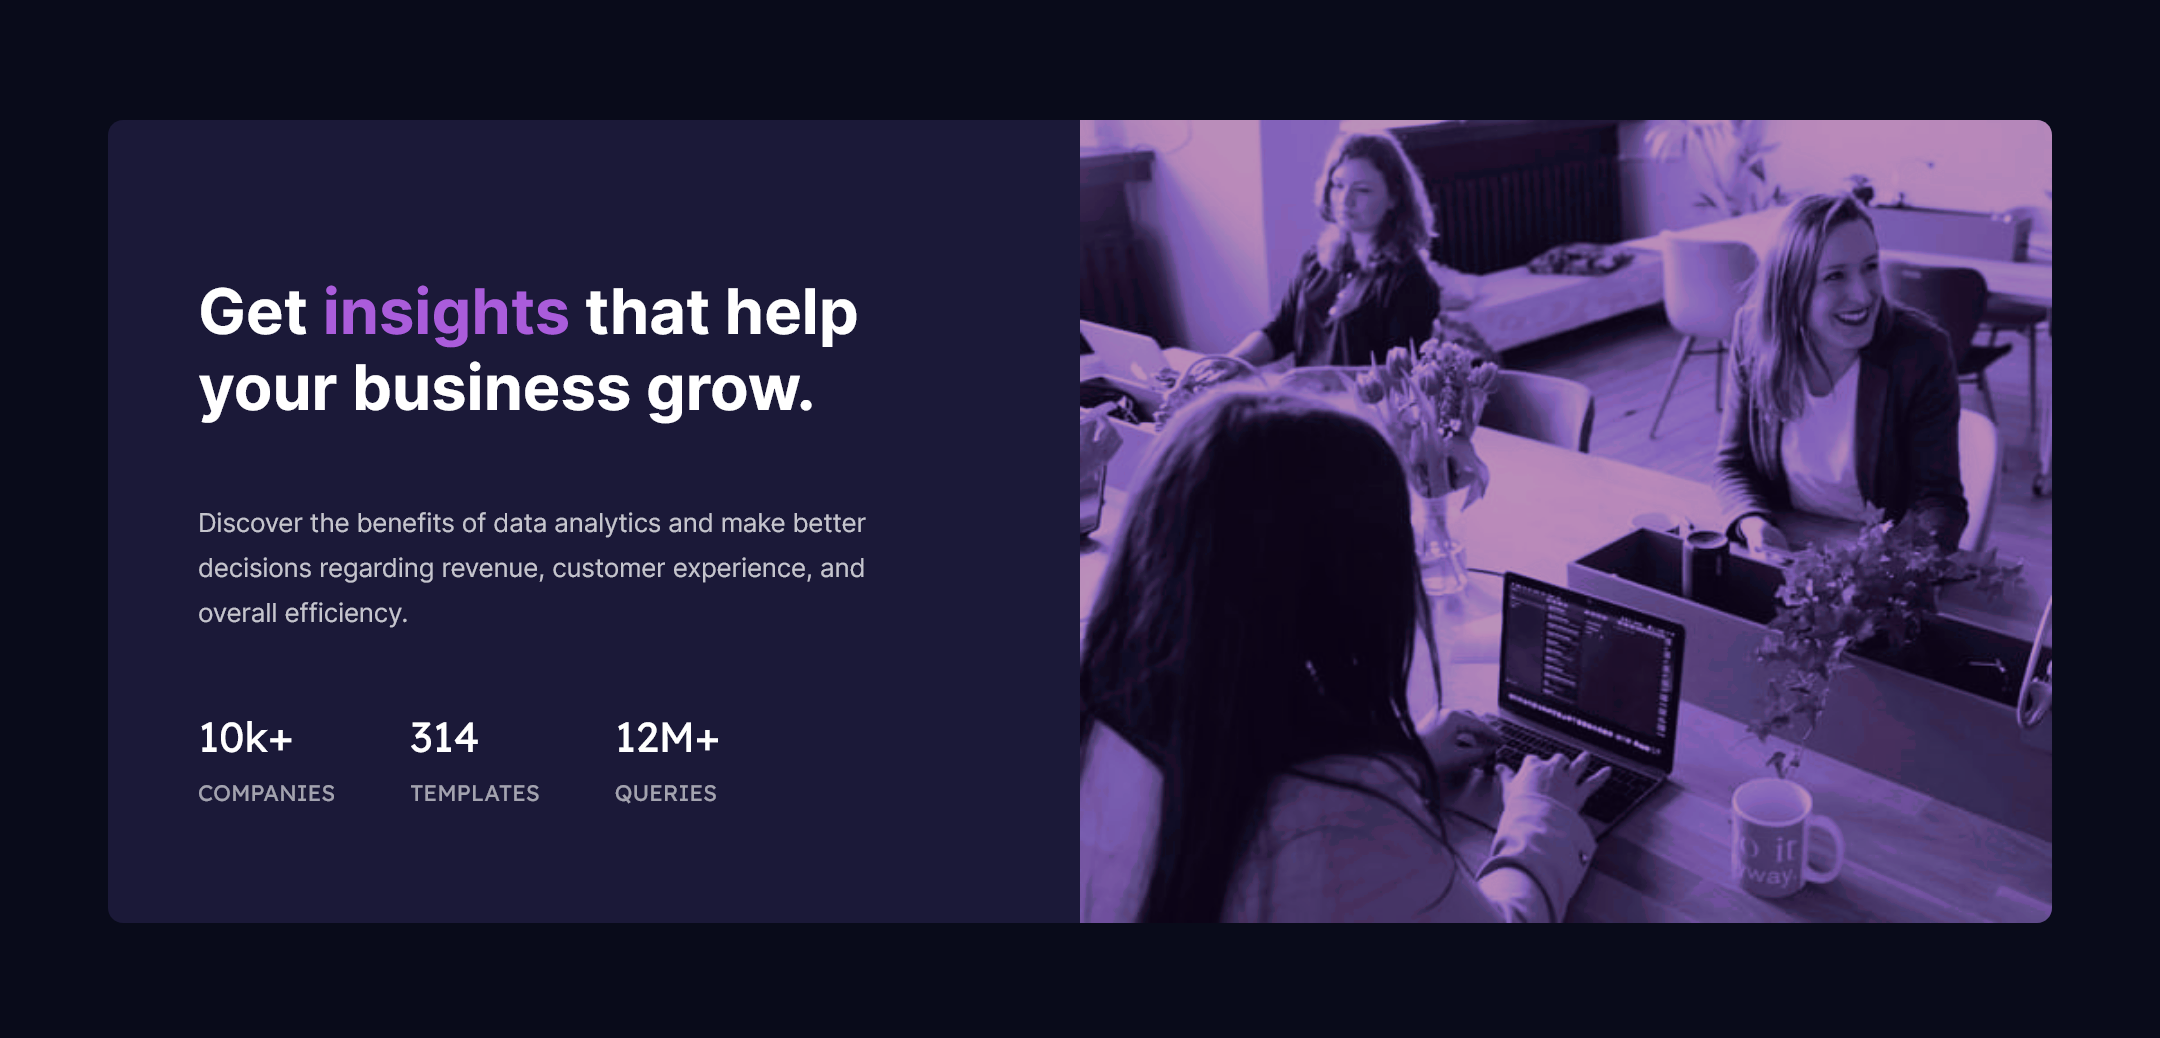 Get insights that help
your business grow.
Discover the benefits of data analytics and make better
decisions regarding revenue, customer experience, and
overall efficiency.
10k+
314
12M+
COMPANIES
TEMPLATES
QUERIES